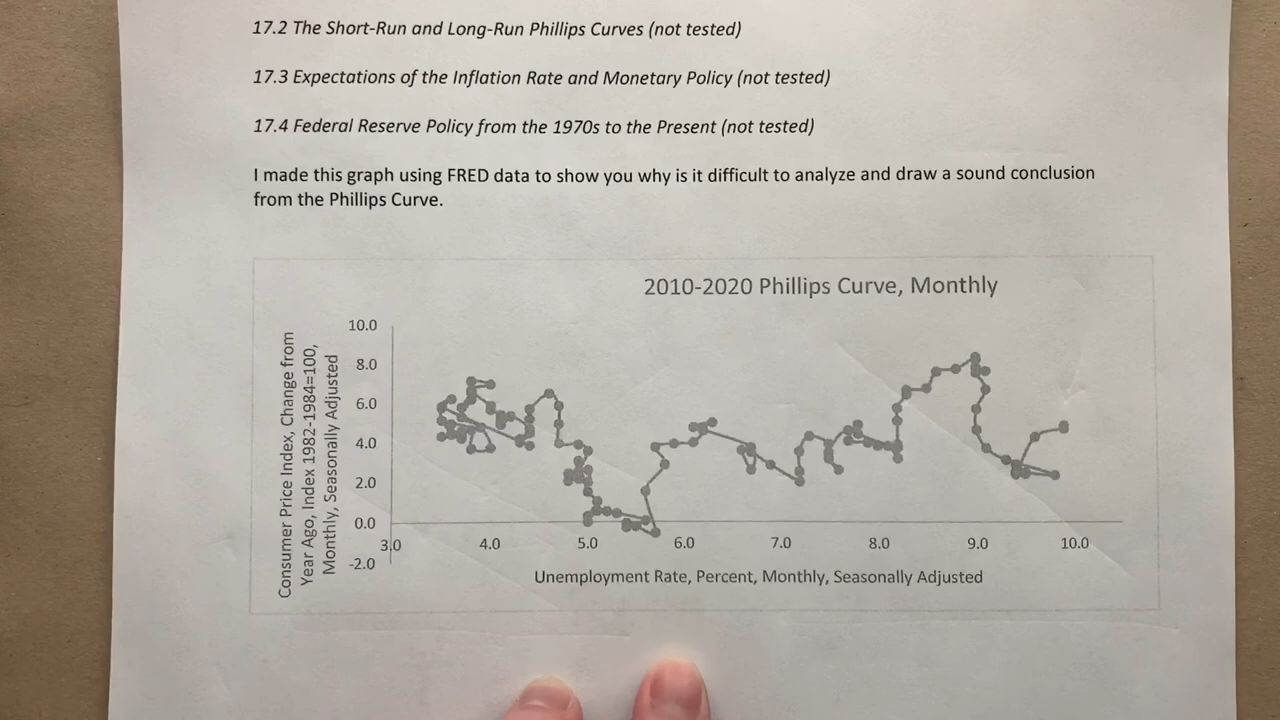 17.2 The Short-Run and Long-Run Phillips Curves (not tested)
17.3 Expectations of the Inflation Rate and Monetary Policy (not tested)
17.4 Federal Reserve Policy from the 1970s to the Present (not tested)
I made this graph using FRED data to show you why is it difficult to analyze and draw a sound conclusion
from the Phillips Curve.
2010-2020 Phillips Curve, Monthly
Consumer Price Index, Change from
Year Ago, Index 1982-1984=100,
Monthly, Seasonally Adjusted
10.0
8.0
6.0
4.0
2.0
0.0
-2.0
3.0 4.0 5.0 6.0 7.0 8.0 9.0 10.0
Unemployment Rate, Percent, Monthly, Seasonally Adjusted